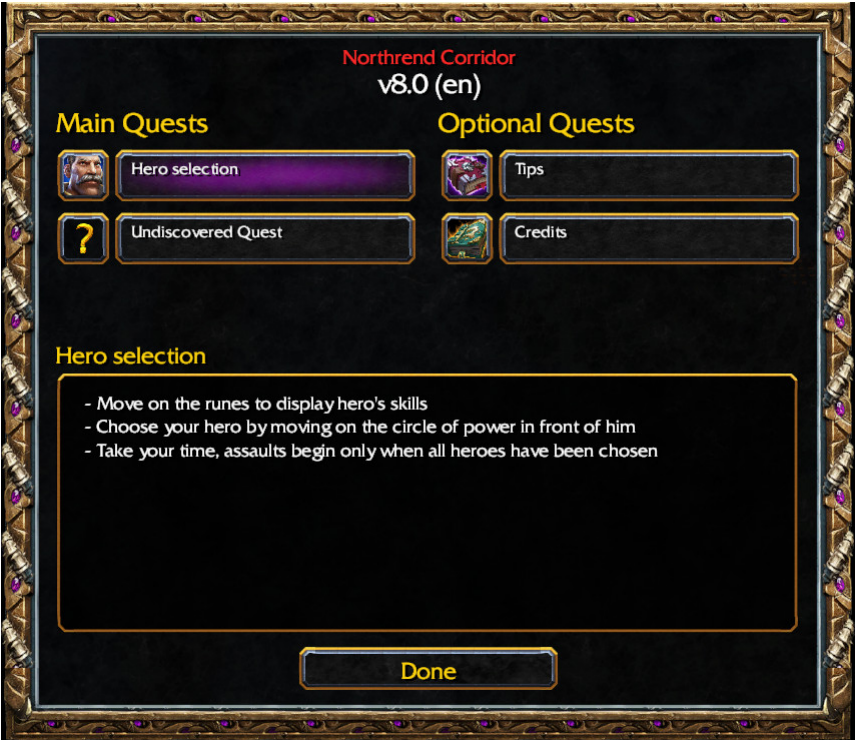 Northrend Corridor
v8.0 (en)
Main Quests
Optional Quests
Hero selection
Tips
Undiscovered Quest
Credits
Hero selection
- Move on the runes to display hero's skills
- Choose your hero by moving on the circle of power in front of him
- Take your time, assaults begin only when all heroes have been chosen
Done